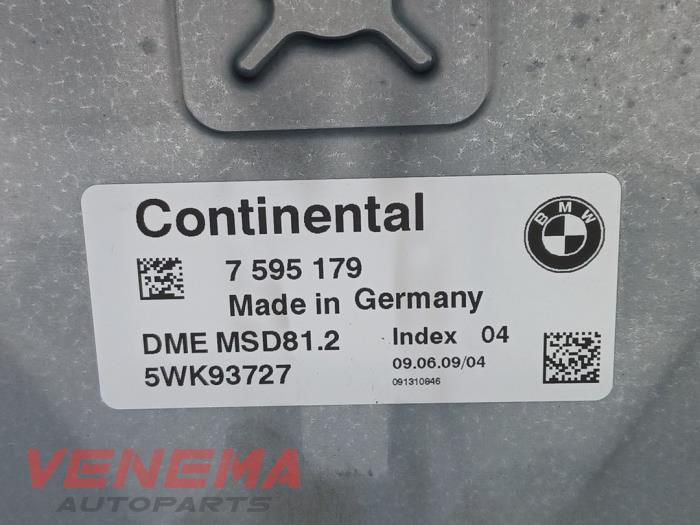 Continental
BMW
7 595 179
Made in Germany
DME MSD81.2 Index 04
5WK93727 09.06.09/04
091310846
VENEMA
AUTOPARTS